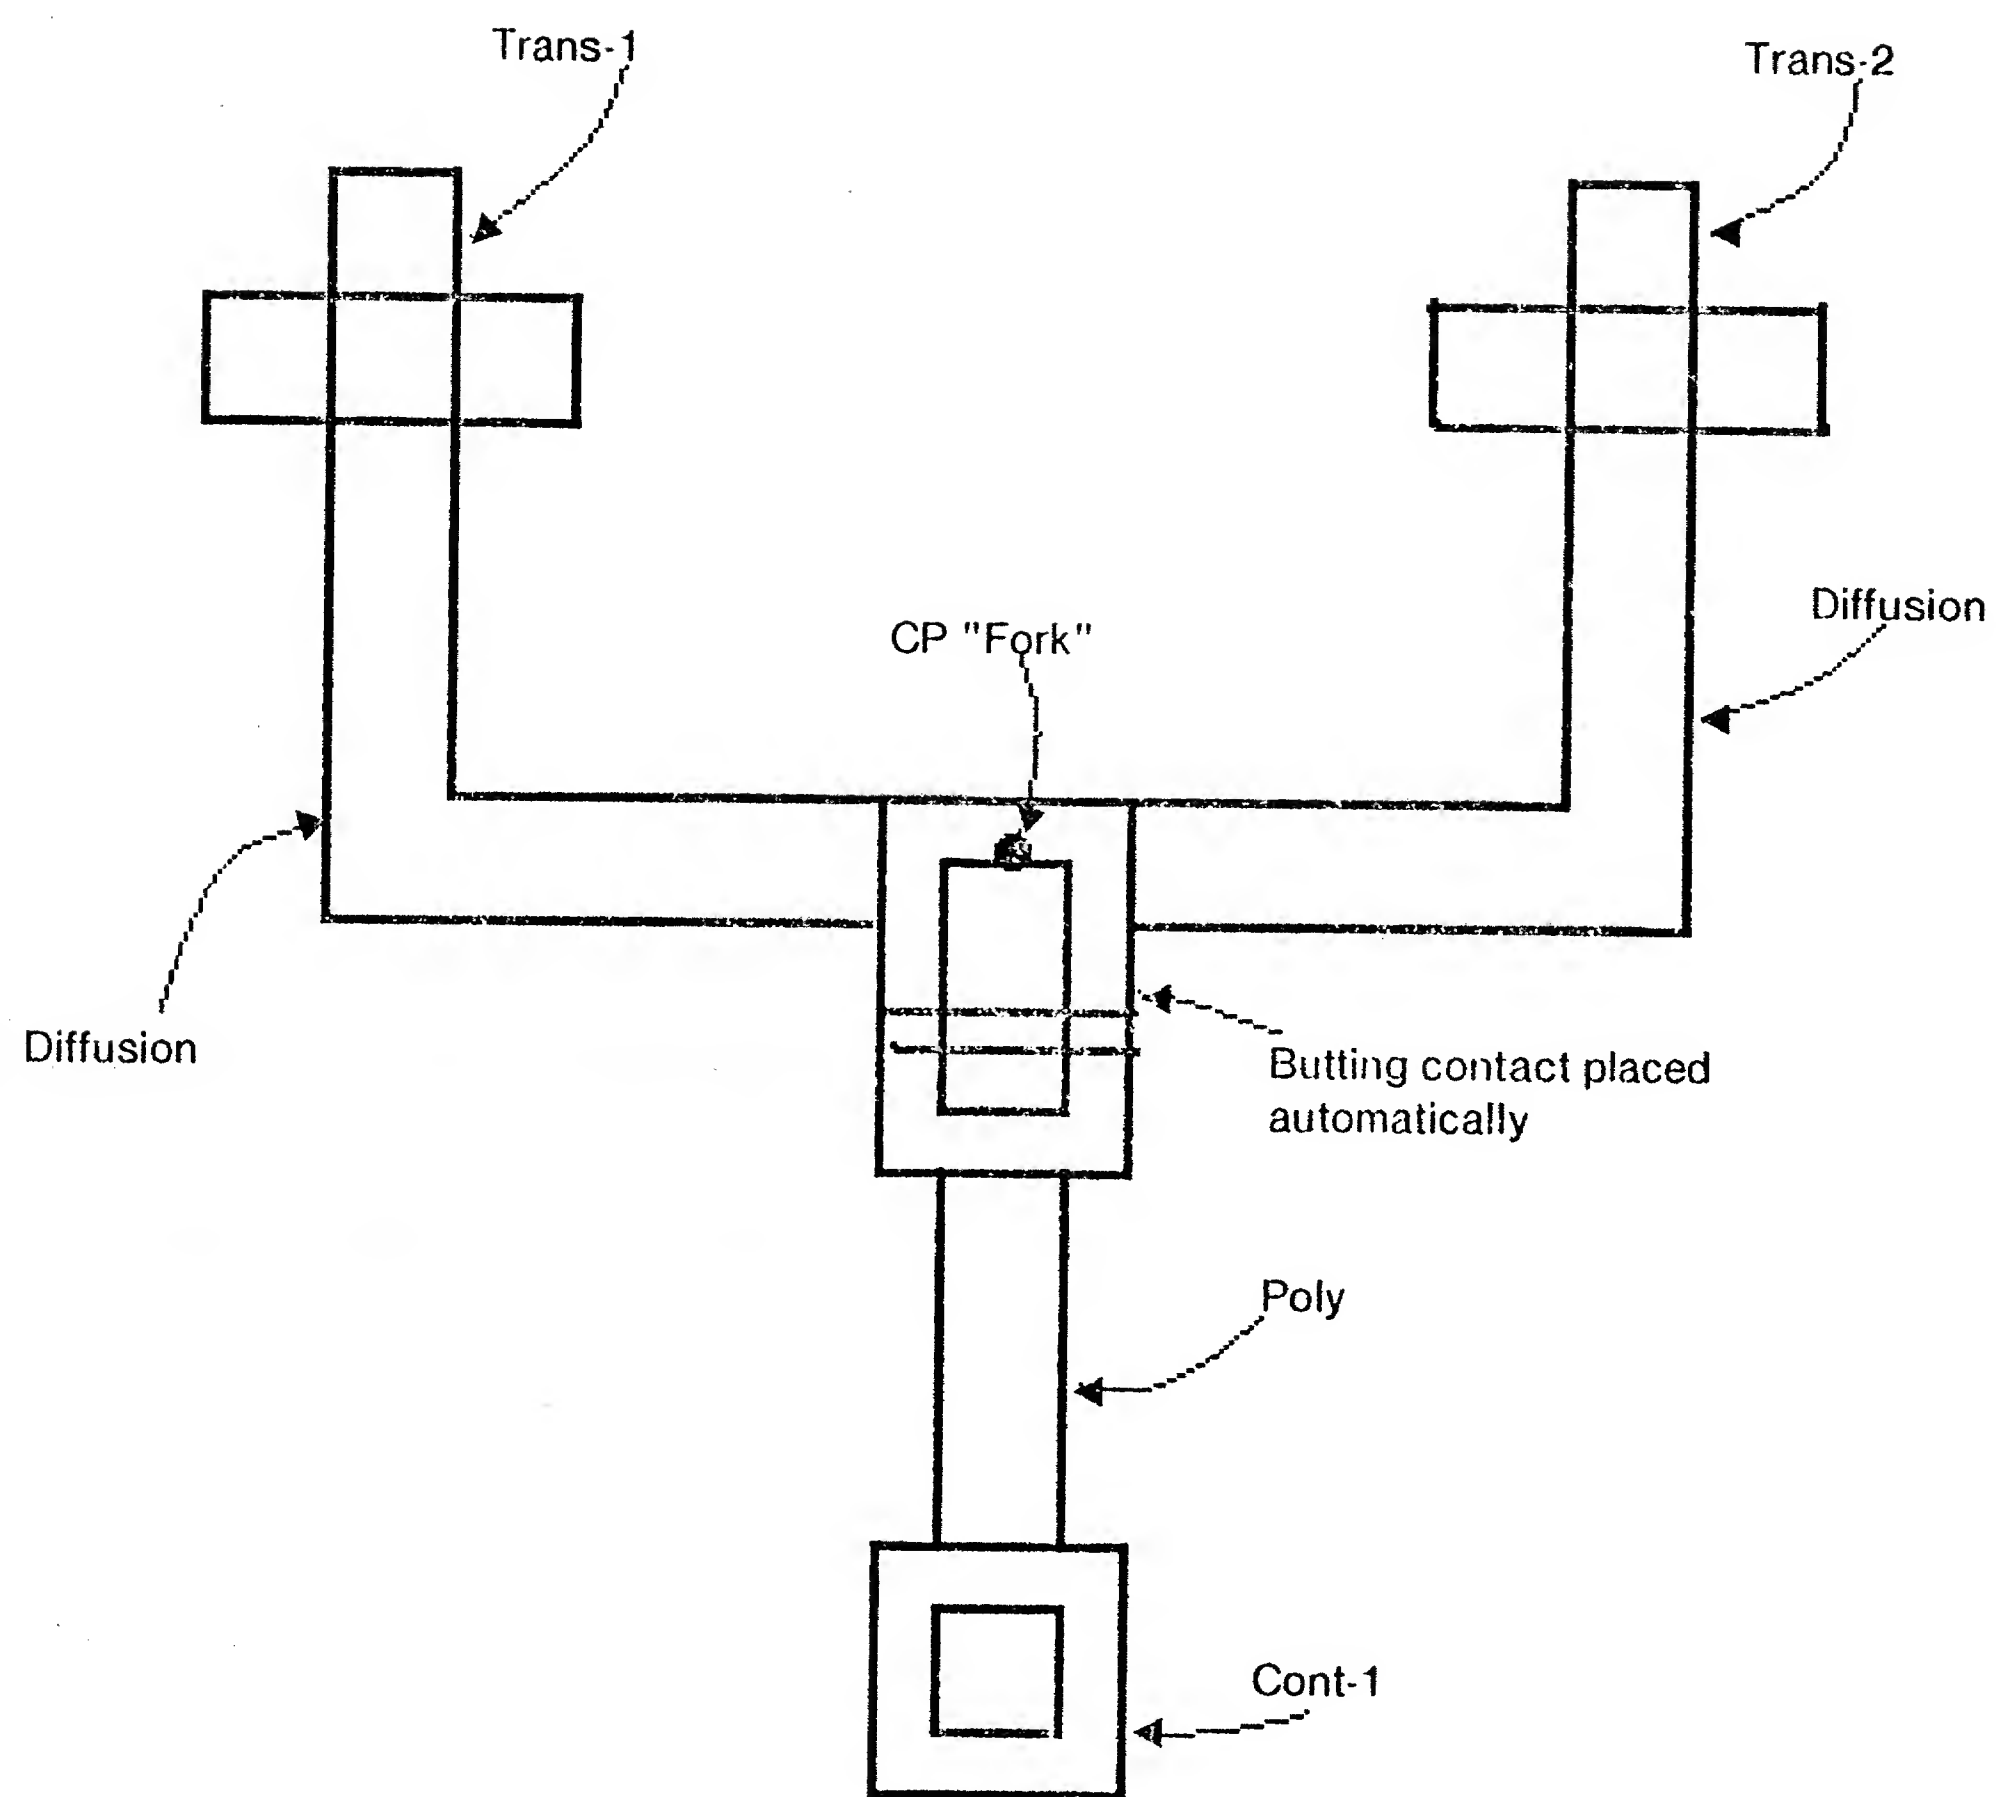 Trans-1
Trans-2
Diffusion
CP "Fork"
Diffusion
Butting contact placed
automatically
Poly
Cont-1